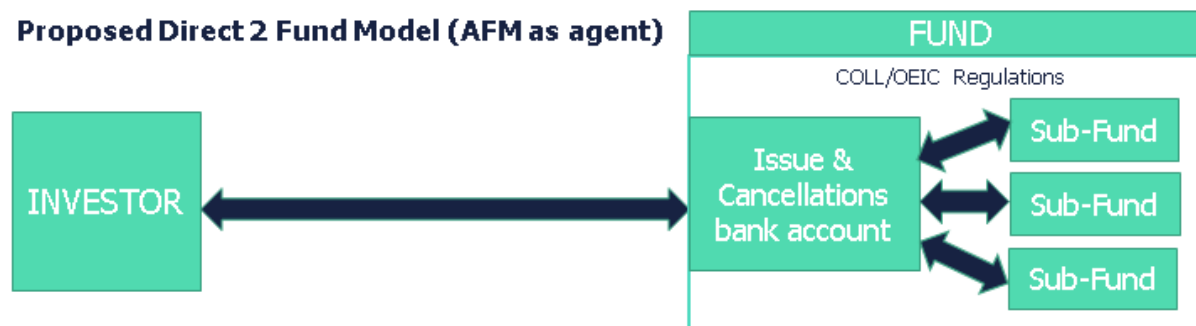 Proposed Direct 2 Fund Model (AFM as agent)
FUND
COLL/OEIC Regulations
INVESTOR
Issue &
Cancellations
bank account
Sub-Fund
Sub-Fund
Sub-Fund